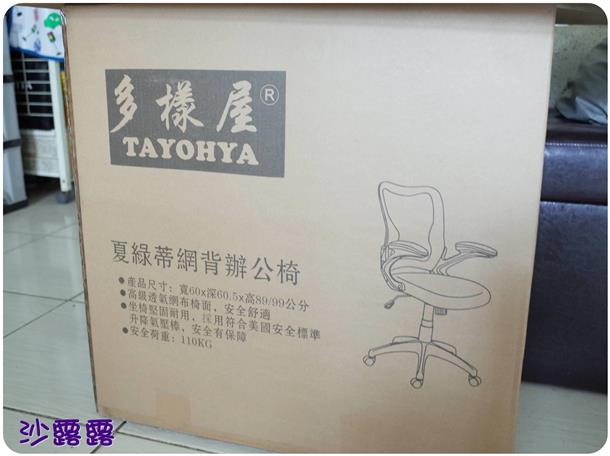 多樣屋®
TAYOHYA
夏綠蒂網背辦公椅
●產品尺寸：寬60x深60.5x高89/99公分
●高級透氣網布椅面，安全舒適
●坐椅堅固耐用，採用符合美國安全標準
升降氣壓棒，安全有保障
●安全荷重：110KG
沙露露